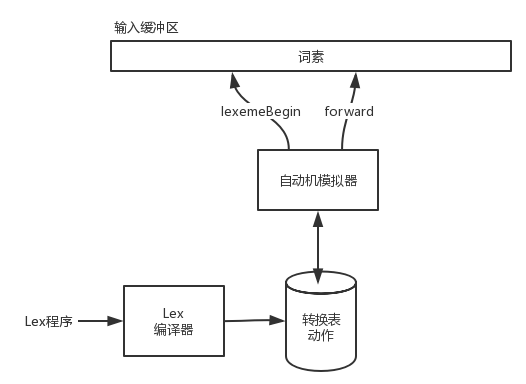 输入缓冲区
词素
lexemeBegin
forward
自动机模拟器
Lex程序
Lex
编译器
转换表
动作